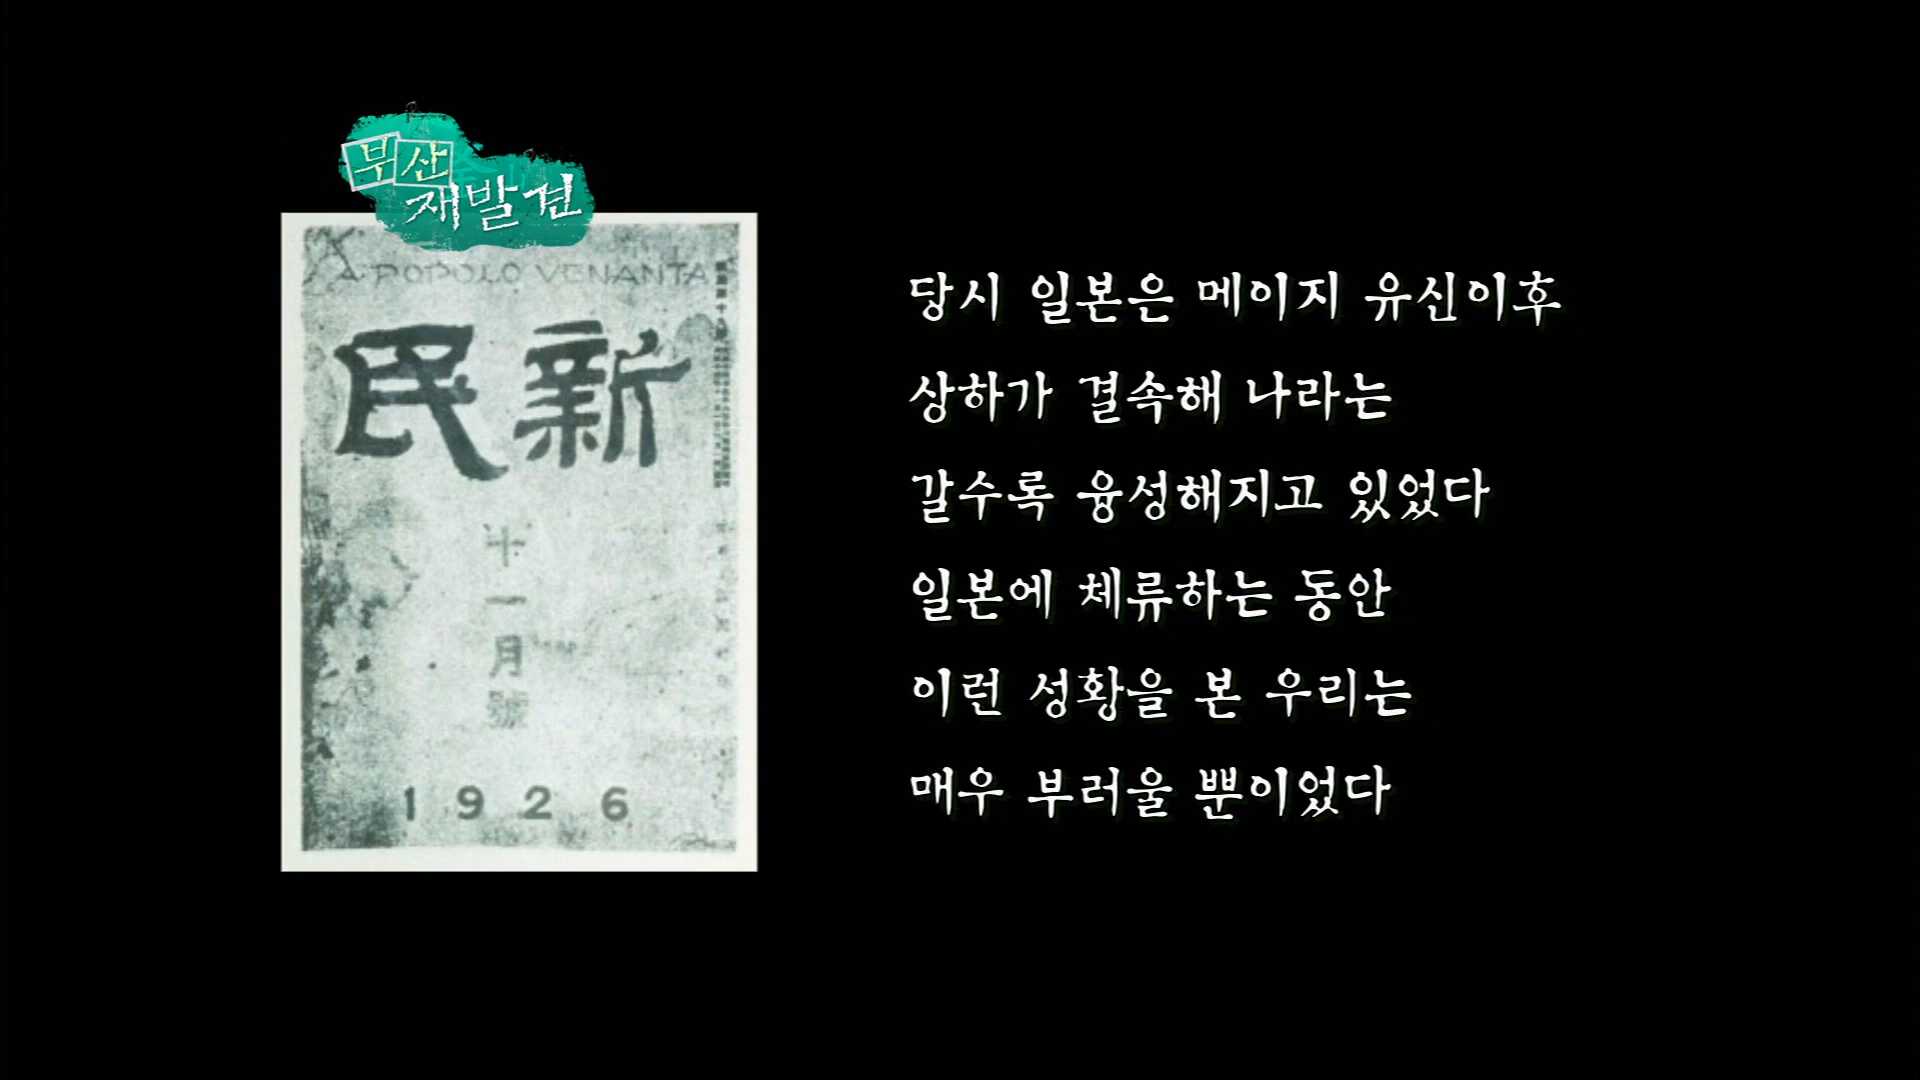 부산
재발견
LA POPOLO VENANTA
民新
十一月號
1926
당시 일본은 메이지 유신이후
상하가 결속해 나라는
갈수록 융성해지고 있었다
일본에 체류하는 동안
이런 성황을 본 우리는
매우 부러울 뿐이었다